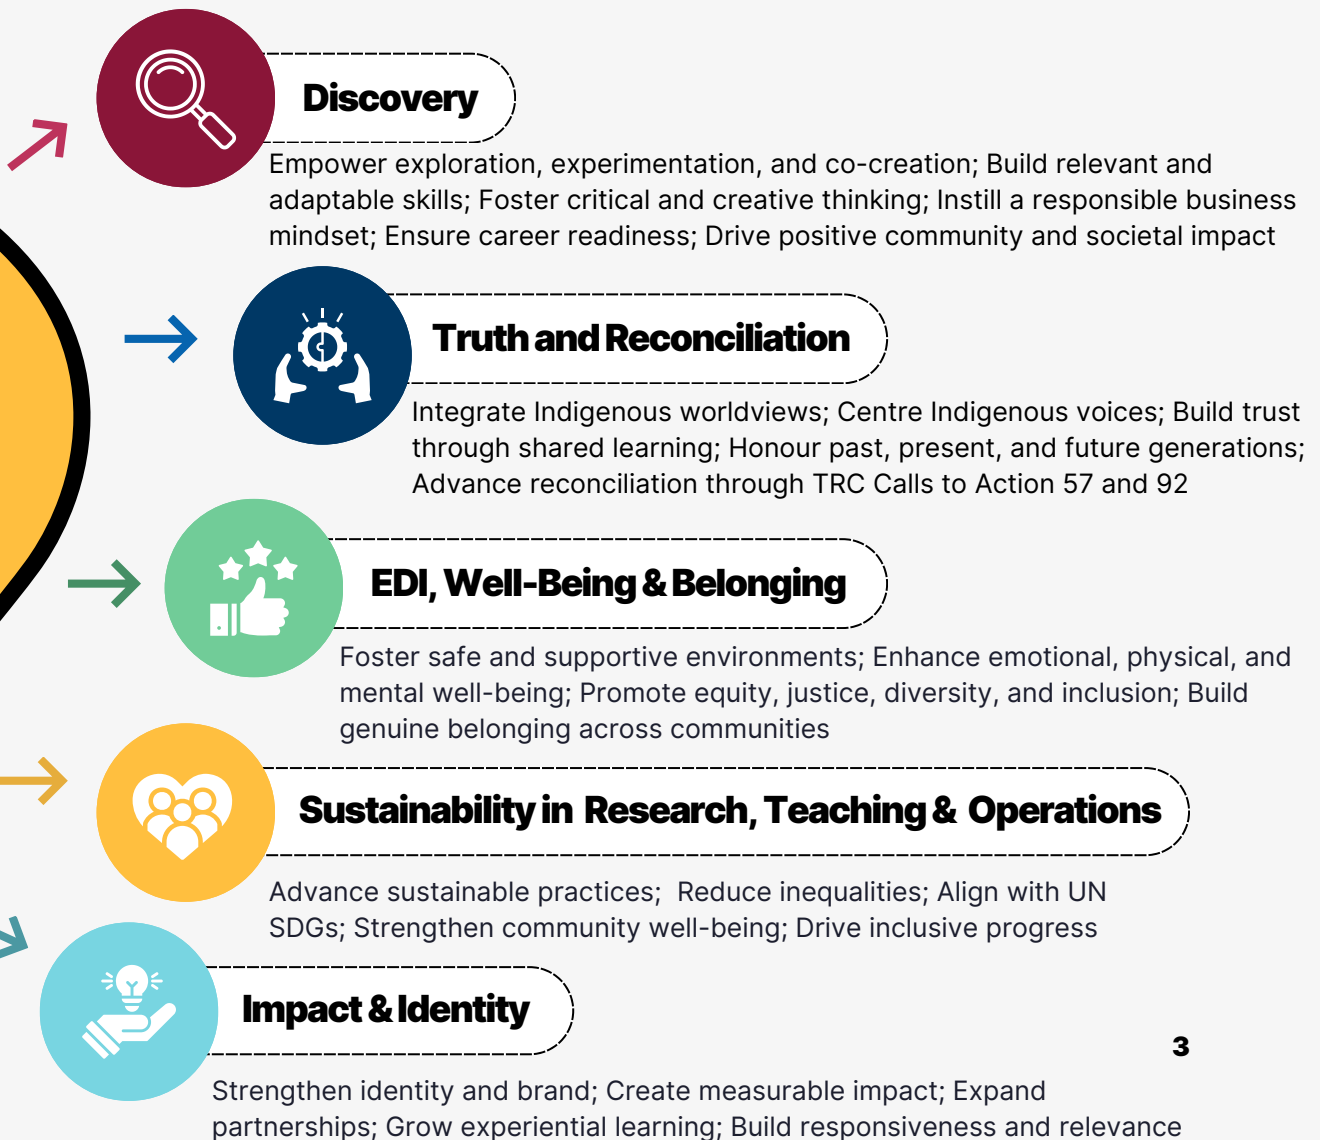 Discovery
Empower exploration, experimentation, and co-creation; Build relevant and
adaptable skills; Foster critical and creative thinking; Instill a responsible business
mindset; Ensure career readiness; Drive positive community and societal impact
Truth and Reconciliation
Integrate Indigenous worldviews; Centre Indigenous voices; Build trust
through shared learning; Honour past, present, and future generations;
Advance reconciliation through TRC Calls to Action 57 and 92
EDI, Well-Being & Belonging
Foster safe and supportive environments; Enhance emotional, physical, and
mental well-being; Promote equity, justice, diversity, and inclusion; Build
genuine belonging across communities
Sustainability in Research, Teaching & Operations
Advance sustainable practices; Reduce inequalities; Align with UN
SDGs; Strengthen community well-being; Drive inclusive progress
Impact & Identity
3
Strengthen identity and brand; Create measurable impact; Expand
partnerships; Grow experiential learning; Build responsiveness and relevance